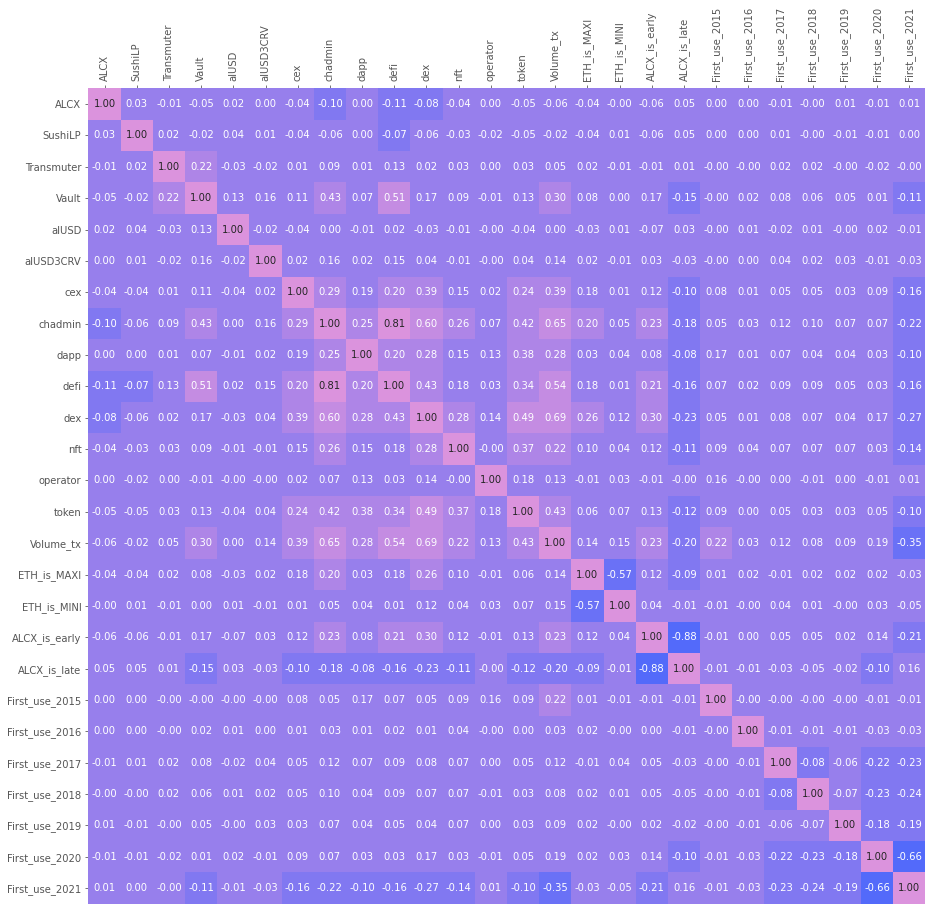 ALCX SushiLP Transmuter Vault alUSD alUSD3CRV cex chadmin dapp defi dex nft operator token Volume_tx ETH_is_MAXI ETH_is_MINI ALCX_is_early ALCX_is_late First_use_2015 First_use_2016 First_use_2017 First_use_2018 First_use_2019 First_use_2020 First_use_2021
ALCX 1.00 0.03 -0.01 -0.05 0.02 0.00 -0.04 -0.10 0.00 -0.11 -0.08 -0.04 0.00 -0.05 -0.06 -0.04 -0.00 -0.06 0.05 0.00 0.00 -0.01 -0.00 0.01 -0.01 0.01
SushiLP 0.03 1.00 0.02 -0.02 0.04 0.01 -0.04 -0.06 0.00 -0.07 -0.06 -0.03 -0.02 -0.05 -0.02 -0.04 0.01 -0.06 0.05 0.00 0.00 0.01 -0.00 -0.01 -0.01 0.00
Transmuter -0.01 0.02 1.00 0.22 -0.03 -0.02 0.01 0.09 0.01 0.13 0.02 0.03 0.00 0.03 0.05 0.02 -0.01 -0.01 0.01 -0.00 -0.00 0.02 0.02 -0.00 -0.02 -0.00
Vault -0.05 -0.02 0.22 1.00 0.13 0.16 0.11 0.43 0.07 0.51 0.17 0.09 -0.01 0.13 0.30 0.08 0.00 0.17 -0.15 -0.00 0.02 0.08 0.06 0.05 0.01 -0.11
alUSD 0.02 0.04 -0.03 0.13 1.00 -0.02 -0.04 0.00 -0.01 0.02 -0.03 -0.01 -0.00 -0.04 0.00 -0.03 0.01 -0.07 0.03 -0.00 0.01 -0.02 0.01 -0.00 0.02 -0.01
alUSD3CRV 0.00 0.01 -0.02 0.16 -0.02 1.00 0.02 0.16 0.02 0.15 0.04 -0.01 -0.00 0.04 0.14 0.02 -0.01 0.03 -0.03 -0.00 0.00 0.04 0.02 0.03 -0.01 -0.03
cex -0.04 -0.04 0.01 0.11 -0.04 0.02 1.00 0.29 0.19 0.20 0.39 0.15 0.02 0.24 0.39 0.18 0.01 0.12 -0.10 0.08 0.01 0.05 0.05 0.03 0.09 -0.16
chadmin -0.10 -0.06 0.09 0.43 0.00 0.16 0.29 1.00 0.25 0.81 0.60 0.26 0.07 0.42 0.65 0.20 0.05 0.23 -0.18 0.05 0.03 0.12 0.10 0.07 0.07 -0.22
dapp 0.00 0.00 0.01 0.07 -0.01 0.02 0.19 0.25 1.00 0.20 0.28 0.15 0.13 0.38 0.28 0.03 0.04 0.08 -0.08 0.17 0.01 0.07 0.04 0.04 0.03 -0.10
defi -0.11 -0.07 0.13 0.51 0.02 0.15 0.20 0.81 0.20 1.00 0.43 0.18 0.03 0.34 0.54 0.18 0.01 0.21 -0.16 0.07 0.02 0.09 0.09 0.05 0.03 -0.16
dex -0.08 -0.06 0.02 0.17 -0.03 0.04 0.39 0.60 0.28 0.43 1.00 0.28 0.14 0.49 0.69 0.26 0.12 0.30 -0.23 0.05 0.01 0.08 0.07 0.04 0.17 -0.27
nft -0.04 -0.03 0.03 0.09 -0.01 -0.01 0.15 0.26 0.15 0.18 0.28 1.00 -0.00 0.37 0.22 0.10 0.04 0.12 -0.11 0.09 0.04 0.07 0.07 0.07 0.03 -0.14
operator 0.00 -0.02 0.00 -0.01 -0.00 -0.00 0.02 0.07 0.13 0.03 0.14 -0.00 1.00 0.18 0.13 -0.01 0.03 -0.01 -0.00 0.16 -0.00 0.00 -0.01 0.00 -0.01 0.01
token -0.05 -0.05 0.03 0.13 -0.04 0.04 0.24 0.42 0.38 0.34 0.49 0.37 0.18 1.00 0.43 0.06 0.07 0.13 -0.12 0.09 0.00 0.05 0.03 0.03 0.05 -0.10
Volume_tx -0.06 -0.02 0.05 0.30 0.00 0.14 0.39 0.65 0.28 0.54 0.69 0.22 0.13 0.43 1.00 0.14 0.15 0.23 -0.20 0.22 0.03 0.12 0.08 0.09 0.19 -0.35
ETH_is_MAXI -0.04 -0.04 0.02 0.08 -0.03 0.02 0.18 0.20 0.03 0.18 0.26 0.10 -0.01 0.06 0.14 1.00 -0.57 0.12 -0.09 0.01 0.02 -0.01 0.02 0.02 0.02 -0.03
ETH_is_MINI -0.00 0.01 -0.01 0.00 0.01 -0.01 0.01 0.05 0.04 0.01 0.12 0.04 0.03 0.07 0.15 -0.57 1.00 0.04 -0.01 -0.01 -0.00 0.04 0.01 -0.00 0.03 -0.05
ALCX_is_early -0.06 -0.06 -0.01 0.17 -0.07 0.03 0.12 0.23 0.08 0.21 0.30 0.12 -0.01 0.13 0.23 0.12 0.04 1.00 -0.88 -0.01 0.00 0.05 0.05 0.02 0.14 -0.21
ALCX_is_late 0.05 0.05 0.01 -0.15 0.03 -0.03 -0.10 -0.18 -0.08 -0.16 -0.23 -0.11 -0.00 -0.12 -0.20 -0.09 -0.01 -0.88 1.00 -0.01 -0.01 -0.03 -0.05 -0.02 -0.10 0.16
First_use_2015 0.00 0.00 -0.00 -0.00 -0.00 -0.00 0.08 0.05 0.17 0.07 0.05 0.09 0.16 0.09 0.22 0.01 -0.01 -0.01 -0.01 1.00 -0.00 -0.00 -0.00 -0.00 -0.01 -0.01
First_use_2016 0.00 0.00 -0.00 0.02 0.01 0.00 0.01 0.03 0.01 0.02 0.01 0.04 -0.00 0.00 0.03 0.02 -0.00 0.00 -0.01 -0.00 1.00 -0.01 -0.01 -0.01 -0.03 -0.03
First_use_2017 -0.01 0.01 0.02 0.08 -0.02 0.04 0.05 0.12 0.07 0.09 0.08 0.07 0.00 0.05 0.12 -0.01 0.04 0.05 -0.03 -0.00 -0.01 1.00 -0.08 -0.06 -0.22 -0.23
First_use_2018 -0.00 -0.00 0.02 0.06 0.01 0.02 0.05 0.10 0.04 0.09 0.07 0.07 -0.01 0.03 0.08 0.02 0.01 0.05 -0.05 -0.00 -0.01 -0.08 1.00 -0.07 -0.23 -0.24
First_use_2019 0.01 -0.01 -0.00 0.05 -0.00 0.03 0.03 0.07 0.04 0.05 0.04 0.07 0.00 0.03 0.09 0.02 -0.00 0.02 -0.02 -0.00 -0.01 -0.06 -0.07 1.00 -0.18 -0.19
First_use_2020 -0.01 -0.01 -0.02 0.01 0.02 -0.01 0.09 0.07 0.03 0.03 0.17 0.03 -0.01 0.05 0.19 0.02 0.03 0.14 -0.10 -0.01 -0.03 -0.22 -0.23 -0.18 1.00 -0.66
First_use_2021 0.01 0.00 -0.00 -0.11 -0.01 -0.03 -0.16 -0.22 -0.10 -0.16 -0.27 -0.14 0.01 -0.10 -0.35 -0.03 -0.05 -0.21 0.16 -0.01 -0.03 -0.23 -0.24 -0.19 -0.66 1.00